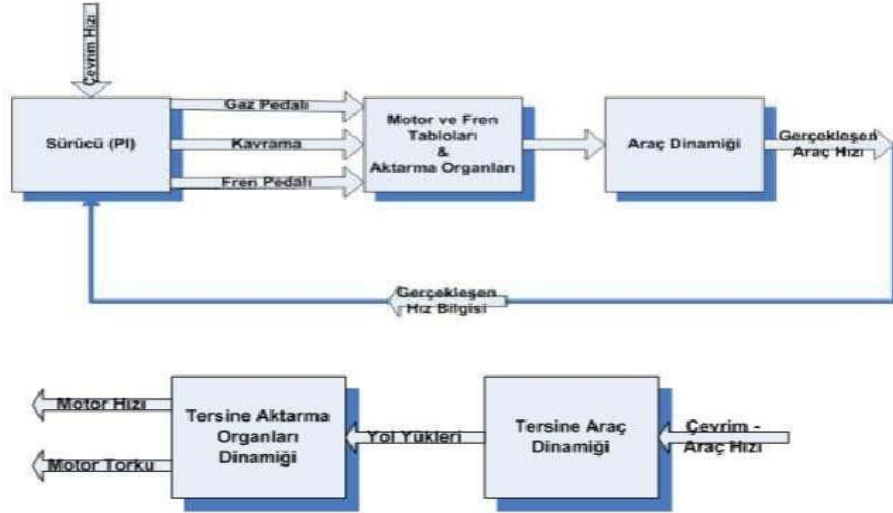 Çevrim Hızı
Sürücü (PI)
Gaz Pedalı
Kavrama
Fren Pedalı
Motor ve Fren
Tabloları
&
Aktarma Organları
Araç Dinamiği
Gerçekleşen
Araç Hızı
Gerçekleşen
Hız Bilgisi
Motor Hızı
Motor Torku
Tersine Aktarma
Organları
Dinamiği
Yol Yükleri
Tersine Araç
Dinamiği
Çevrim -
Araç Hızı